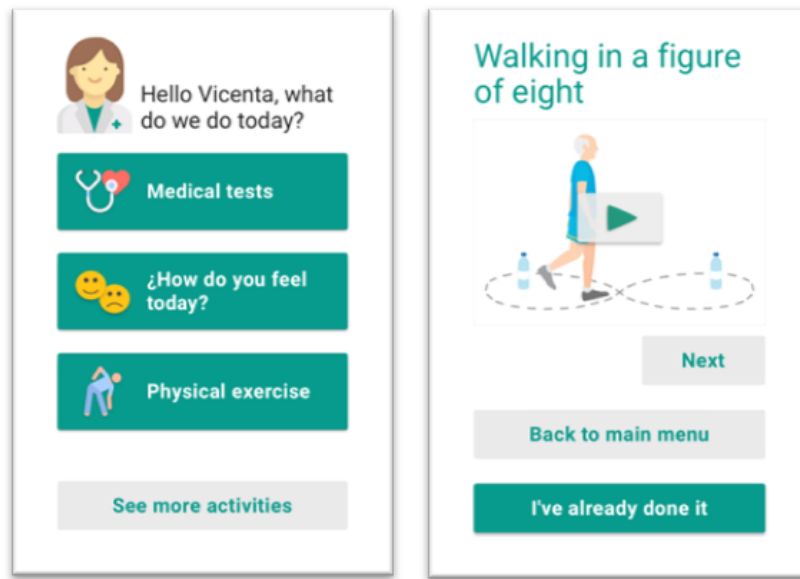 Hello Vicenta, what
do we do today?
Medical tests
¿How do you feel
today?
Physical exercise
See more activities
Walking in a figure
of eight
Next
Back to main menu
I've already done it